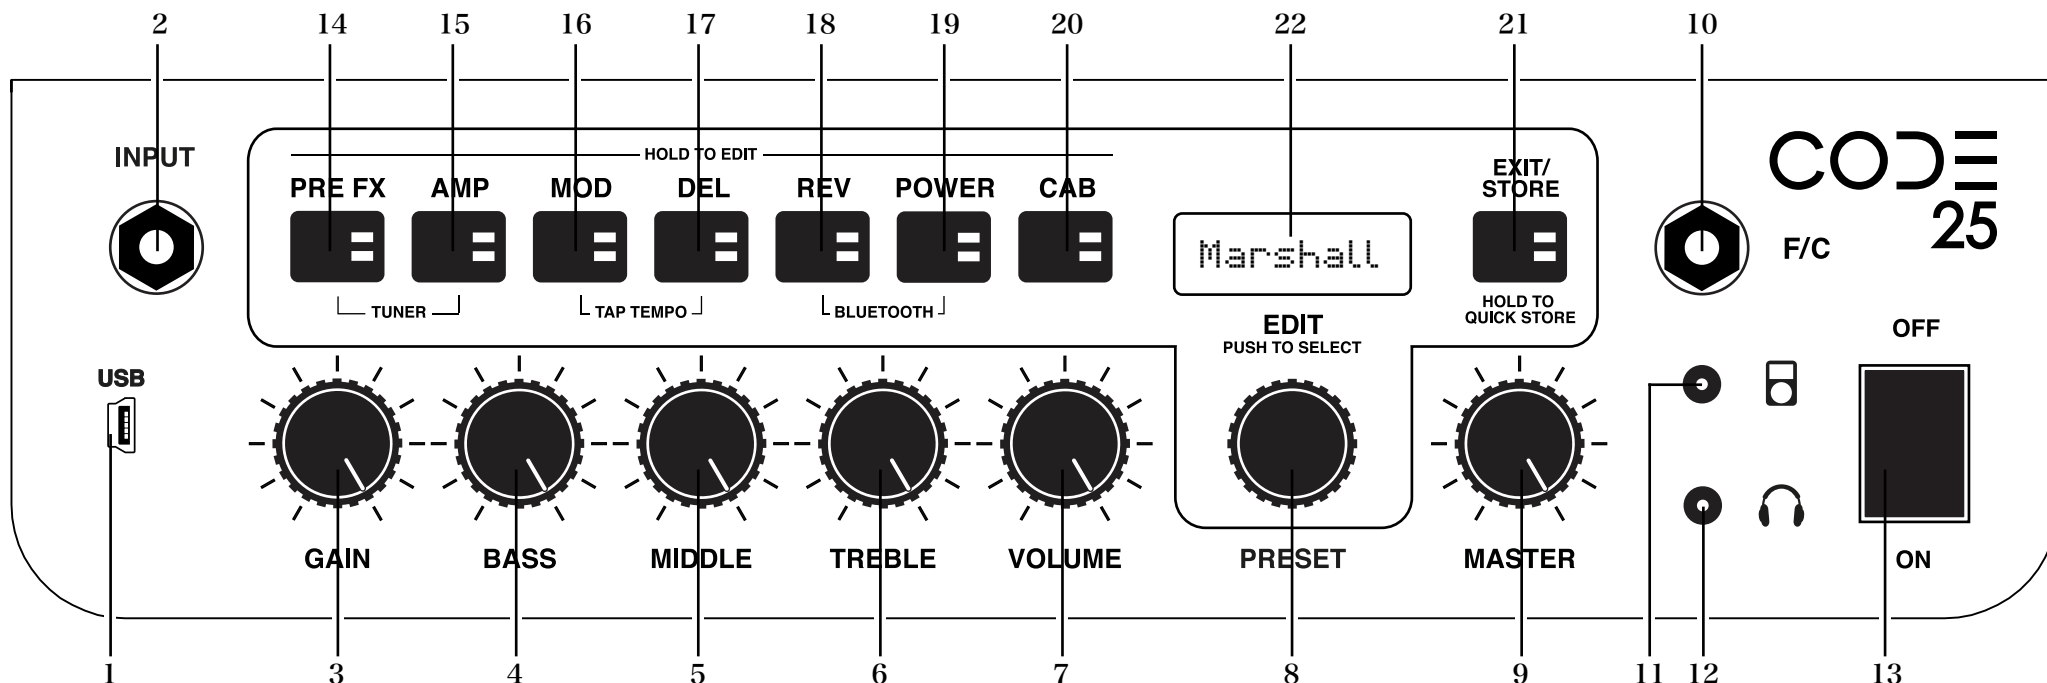 2 14 15 16 17 18 19 20 22 21 10
INPUT
HOLD TO EDIT
PRE FX AMP MOD DEL REV POWER CAB
TUNER TAP TEMPO BLUETOOTH
Marshall
EDIT
PUSH TO SELECT
EXIT/
STORE
HOLD TO
QUICK STORE
F/C
CODE
25
USB
OFF
ON
GAIN BASS MIDDLE TREBLE VOLUME PRESET MASTER
1 3 4 5 6 7 8 9 11 12 13